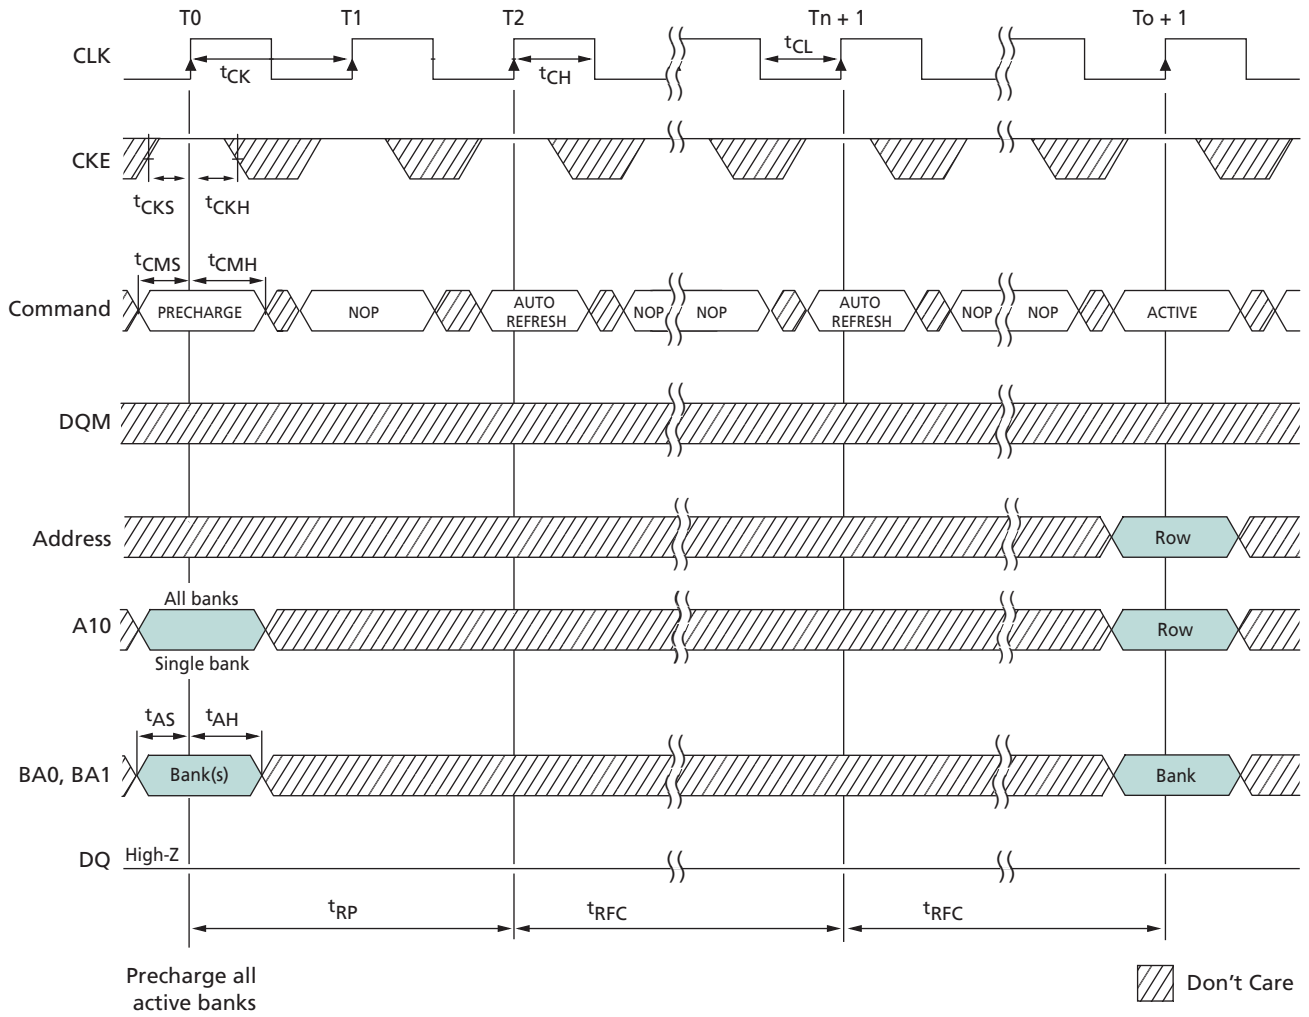 T0 T1 T2 Tn + 1 To + 1
CLK
tCK tCH tCL
CKE
tCKS tCKH
tCMS tCMH
Command PRECHARGE NOP AUTO REFRESH NOP NOP AUTO REFRESH NOP NOP ACTIVE
DQM
Address Row
All banks
A10 Row
Single bank
tAS tAH
BA0, BA1 Bank(s) Bank
DQ High-Z
tRP tRFC tRFC
Precharge all
active banks
Don't Care